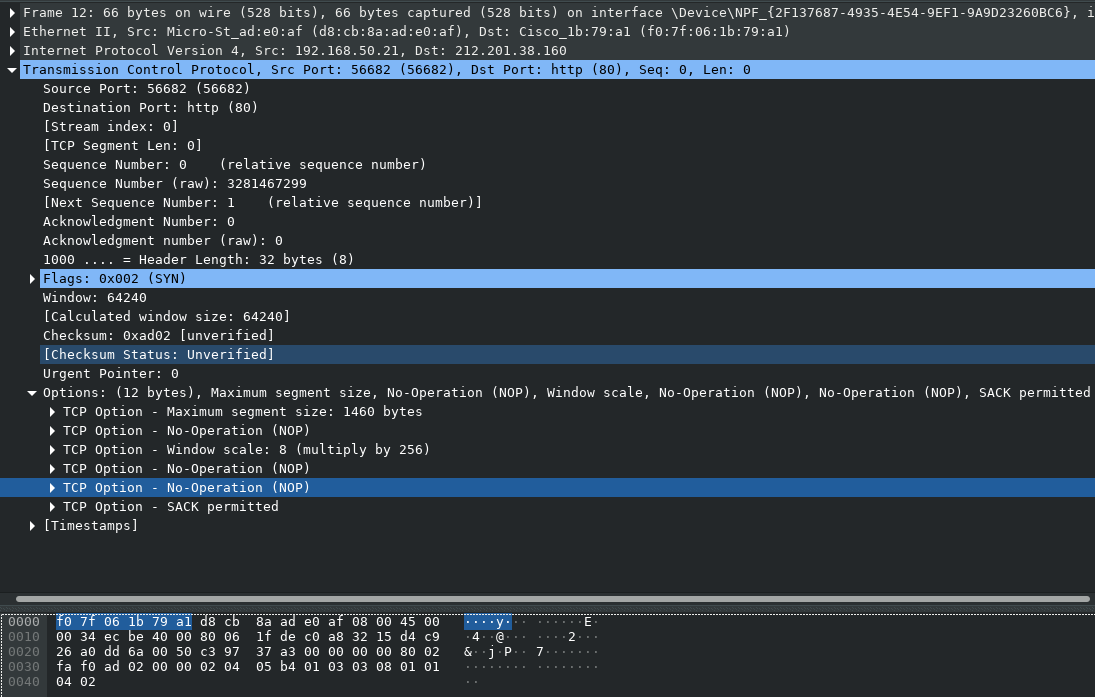 Frame 12: 66 bytes on wire (528 bits), 66 bytes captured (528 bits) on interface \Device\NPF_{2F137687-4935-4E54-9EF1-9A9D23260BC6}, i
Ethernet II, Src: Micro-St_ad:e0:af (d8:cb:8a:ad:e0:af), Dst: Cisco_1b:79:a1 (f0:7f:06:1b:79:a1)
Internet Protocol Version 4, Src: 192.168.50.21, Dst: 212.201.38.160
Transmission Control Protocol, Src Port: 56682 (56682), Dst Port: http (80), Seq: 0, Len: 0
Source Port: 56682 (56682)
Destination Port: http (80)
[Stream index: 0]
[TCP Segment Len: 0]
Sequence Number: 0    (relative sequence number)
Sequence Number (raw): 3281467299
[Next Sequence Number: 1    (relative sequence number)]
Acknowledgment Number: 0
Acknowledgment number (raw): 0
1000 .... = Header Length: 32 bytes (8)
Flags: 0x002 (SYN)
Window: 64240
[Calculated window size: 64240]
Checksum: 0xad02 [unverified]
[Checksum Status: Unverified]
Urgent Pointer: 0
Options: (12 bytes), Maximum segment size, No-Operation (NOP), Window scale, No-Operation (NOP), No-Operation (NOP), SACK permitted
TCP Option - Maximum segment size: 1460 bytes
TCP Option - No-Operation (NOP)
TCP Option - Window scale: 8 (multiply by 256)
TCP Option - No-Operation (NOP)
TCP Option - No-Operation (NOP)
TCP Option - SACK permitted
[Timestamps]
0000 f0 7f 06 1b 79 a1 d8 cb 8a ad e0 af 08 00 45 00 ····y··· ······E·
0010 00 34 ec be 40 00 80 06 1f de c0 a8 32 15 d4 c9 ·4··@··· ····2···
0020 26 a0 dd 6a 00 50 c3 97 37 a3 00 00 00 00 80 02 &··j·P·· 7·······
0030 fa f0 ad 02 00 00 02 04 05 b4 01 03 03 08 01 01 ········ ········
0040 04 02 ··